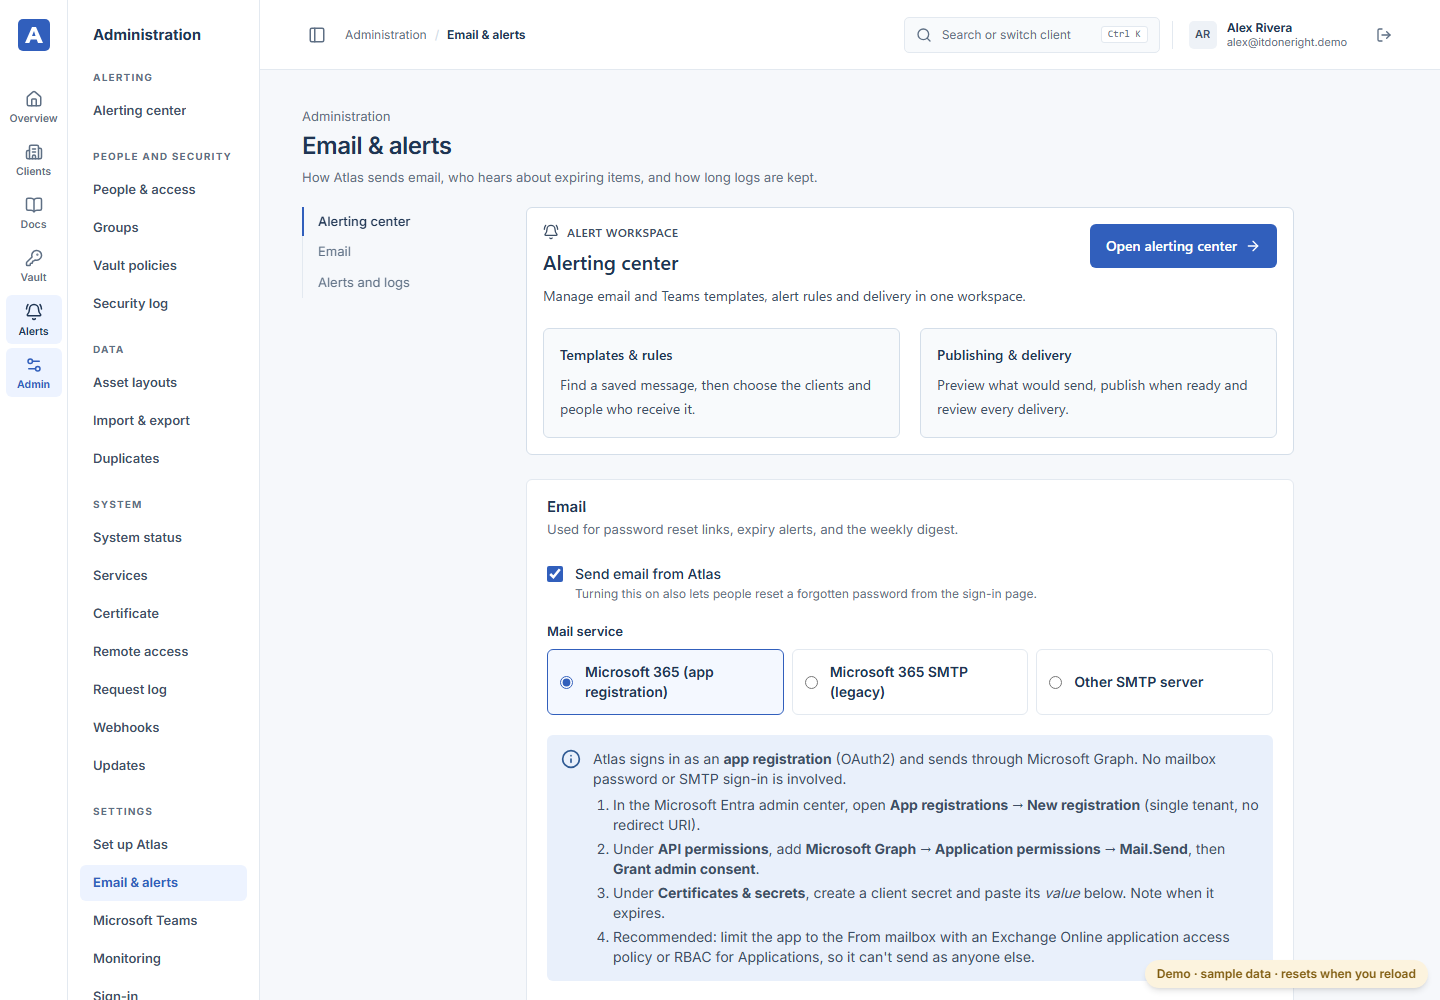 A
Overview
Clients
Docs
Vault
Alerts
Admin
Administration
ALERTING
Alerting center
PEOPLE AND SECURITY
People & access
Groups
Vault policies
Security log
DATA
Asset layouts
Import & export
Duplicates
SYSTEM
System status
Services
Certificate
Remote access
Request log
Webhooks
Updates
SETTINGS
Set up Atlas
Email & alerts
Microsoft Teams
Monitoring
Sign-in
Administration / Email & alerts
Search or switch client Ctrl K
AR
Alex Rivera
alex@itdoneright.demo
Administration
Email & alerts
How Atlas sends email, who hears about expiring items, and how long logs are kept.
Alerting center
Email
Alerts and logs
ALERT WORKSPACE
Alerting center
Open alerting center →
Manage email and Teams templates, alert rules and delivery in one workspace.
Templates & rules
Find a saved message, then choose the clients and
people who receive it.
Publishing & delivery
Preview what would send, publish when ready and
review every delivery.
Email
Used for password reset links, expiry alerts, and the weekly digest.
Send email from Atlas
Turning this on also lets people reset a forgotten password from the sign-in page.
Mail service
Microsoft 365 (app
registration)
Microsoft 365 SMTP
(legacy)
Other SMTP server
Atlas signs in as an app registration (OAuth2) and sends through Microsoft Graph. No mailbox
password or SMTP sign-in is involved.
1. In the Microsoft Entra admin center, open App registrations → New registration (single tenant, no
redirect URI).
2. Under API permissions, add Microsoft Graph → Application permissions → Mail.Send, then
Grant admin consent.
3. Under Certificates & secrets, create a client secret and paste its value below. Note when it
expires.
4. Recommended: limit the app to the From mailbox with an Exchange Online application access
policy or RBAC for Applications, so it can't send as anyone else.
Demo · sample data · resets when you reload